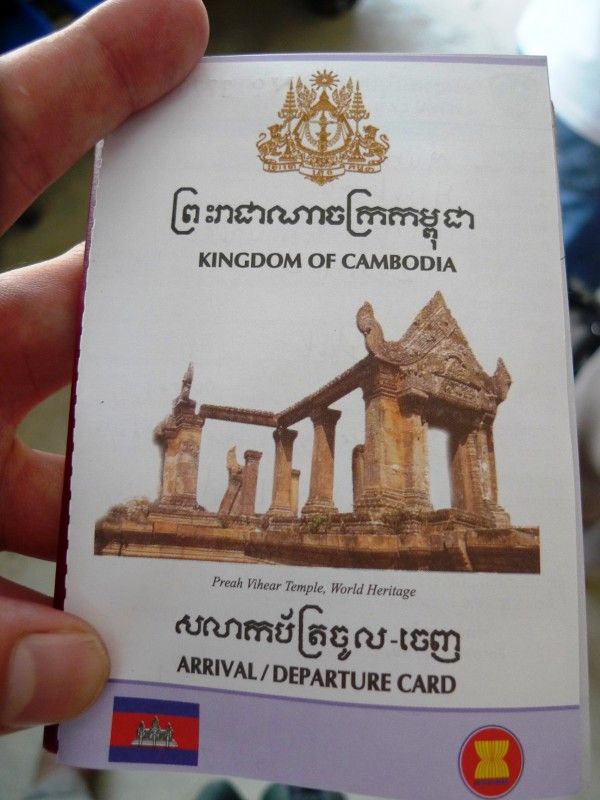 ព្រះរាជាណាចក្រកម្ពុជា
KINGDOM OF CAMBODIA
Preah Vihear Temple, World Heritage
សលាកប័ត្រចូល-ចេញ
ARRIVAL / DEPARTURE CARD